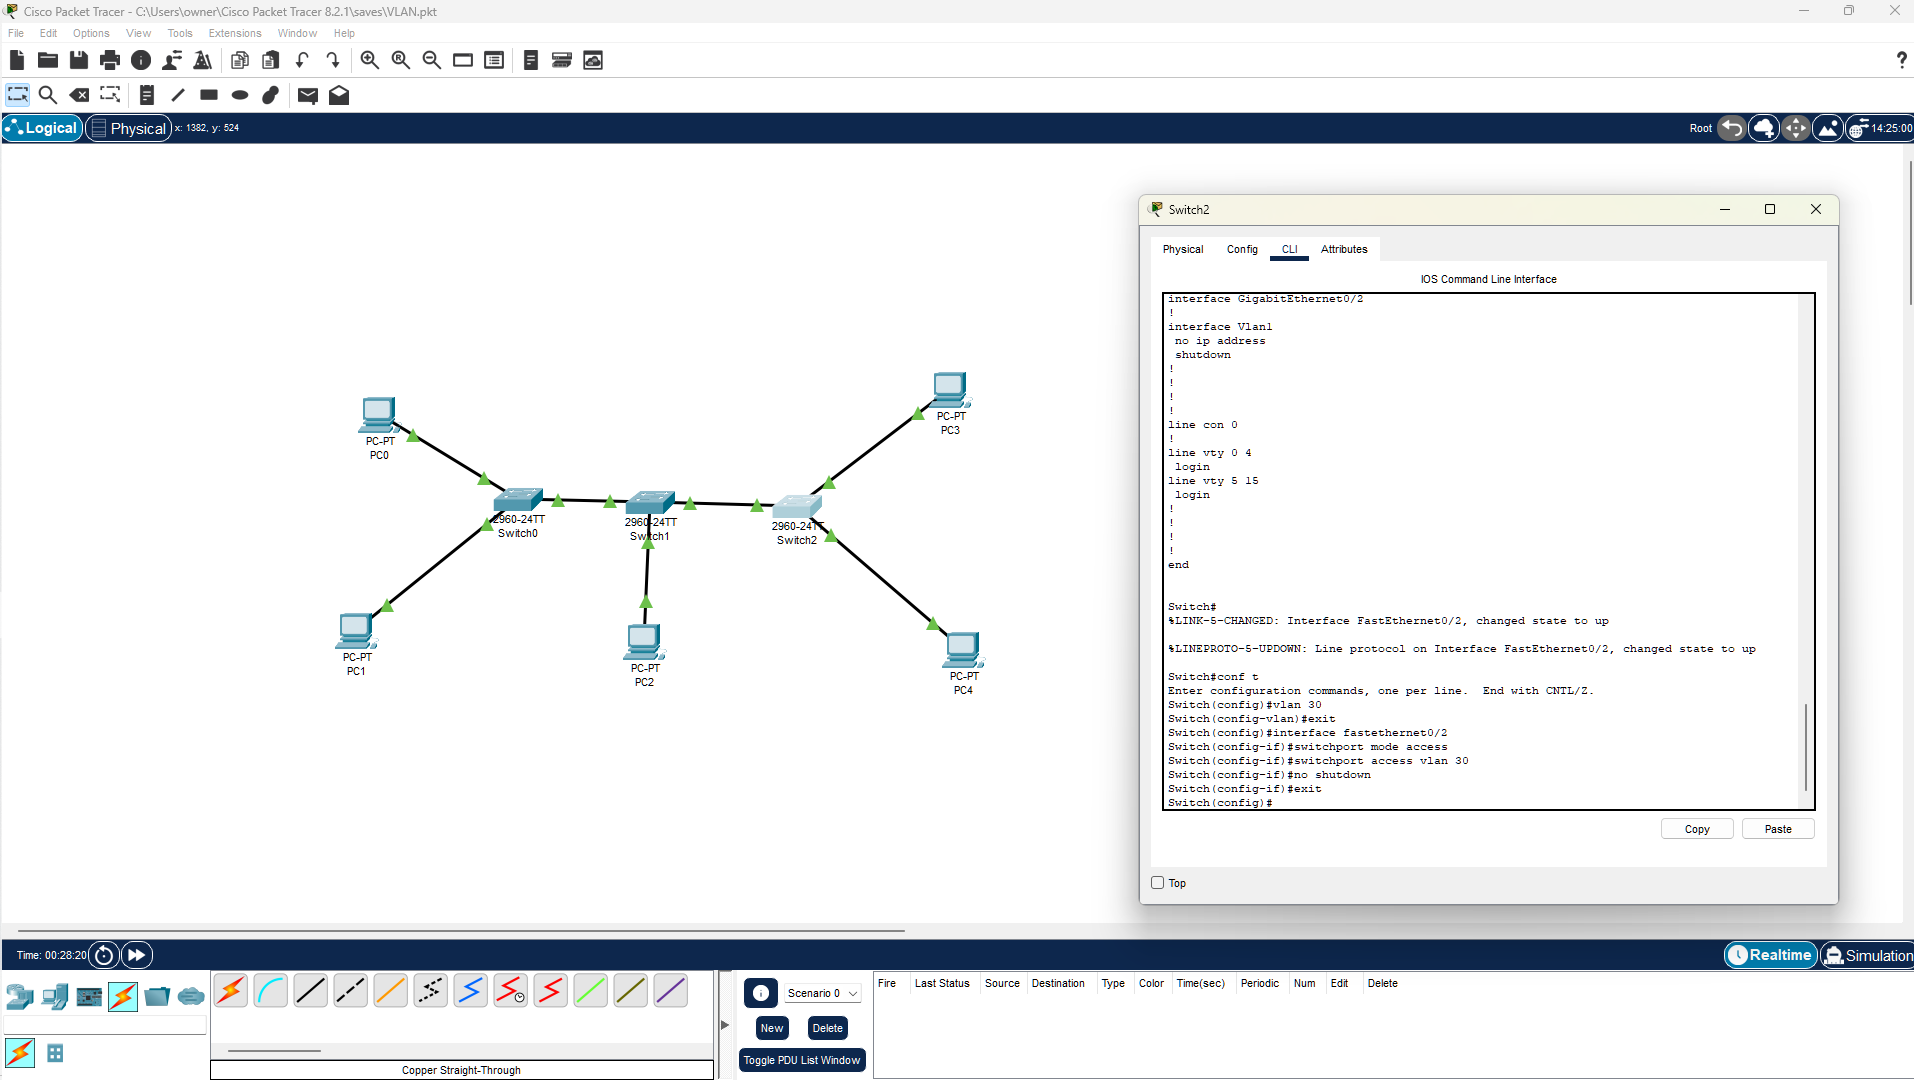 Cisco Packet Tracer - C:\Users\owner\Cisco Packet Tracer 8.2.1\saves\VLAN.pkt
File Edit Options View Tools Extensions Window Help
Logical Physical x: 1382, y: 524 Root 14:25:00
PC-PT
PC0
PC-PT
PC1
2960-24TT
Switch0
2960-24TT
Switch1
PC-PT
PC2
2960-24TT
Switch2
PC-PT
PC3
PC-PT
PC4
Switch2
Physical Config CLI Attributes
IOS Command Line Interface
interface GigabitEthernet0/2
!
interface Vlan1
no ip address
shutdown
!
!
!
!
line con 0
!
line vty 0 4
login
line vty 5 15
login
!
!
!
!
end
Switch#
%LINK-5-CHANGED: Interface FastEthernet0/2, changed state to up
%LINEPROTO-5-UPDOWN: Line protocol on Interface FastEthernet0/2, changed state to up
Switch#conf t
Enter configuration commands, one per line. End with CNTL/Z.
Switch(config)#vlan 30
Switch(config-vlan)#exit
Switch(config)#interface fastethernet0/2
Switch(config-if)#switchport mode access
Switch(config-if)#switchport access vlan 30
Switch(config-if)#no shutdown
Switch(config-if)#exit
Switch(config)#
Copy Paste
Top
Time: 00:28:20 Realtime Simulation
Scenario 0
New Delete
Toggle PDU List Window
Fire Last Status Source Destination Type Color Time(sec) Periodic Num Edit Delete
Copper Straight-Through